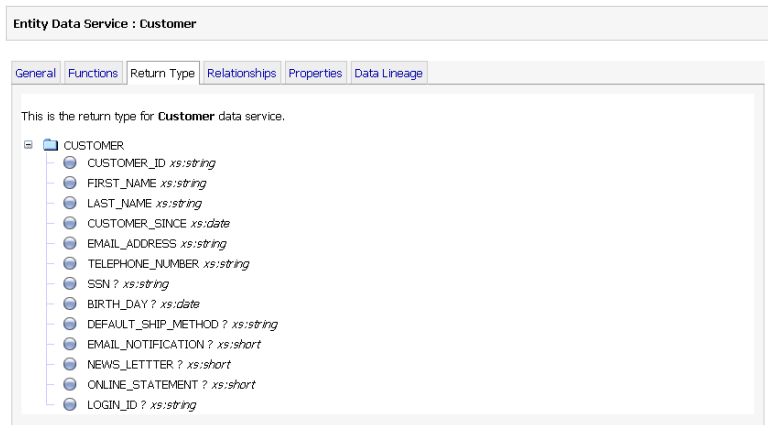 Entity Data Service : Customer
General Functions Return Type Relationships Properties Data Lineage
This is the return type for Customer data service.
CUSTOMER
CUSTOMER_ID xs:string
FIRST_NAME xs:string
LAST_NAME xs:string
CUSTOMER_SINCE xs:date
EMAIL_ADDRESS xs:string
TELEPHONE_NUMBER xs:string
SSN ? xs:string
BIRTH_DAY ? xs:date
DEFAULT_SHIP_METHOD ? xs:string
EMAIL_NOTIFICATION ? xs:short
NEWS_LETTTER ? xs:short
ONLINE_STATEMENT ? xs:short
LOGIN_ID ? xs:string